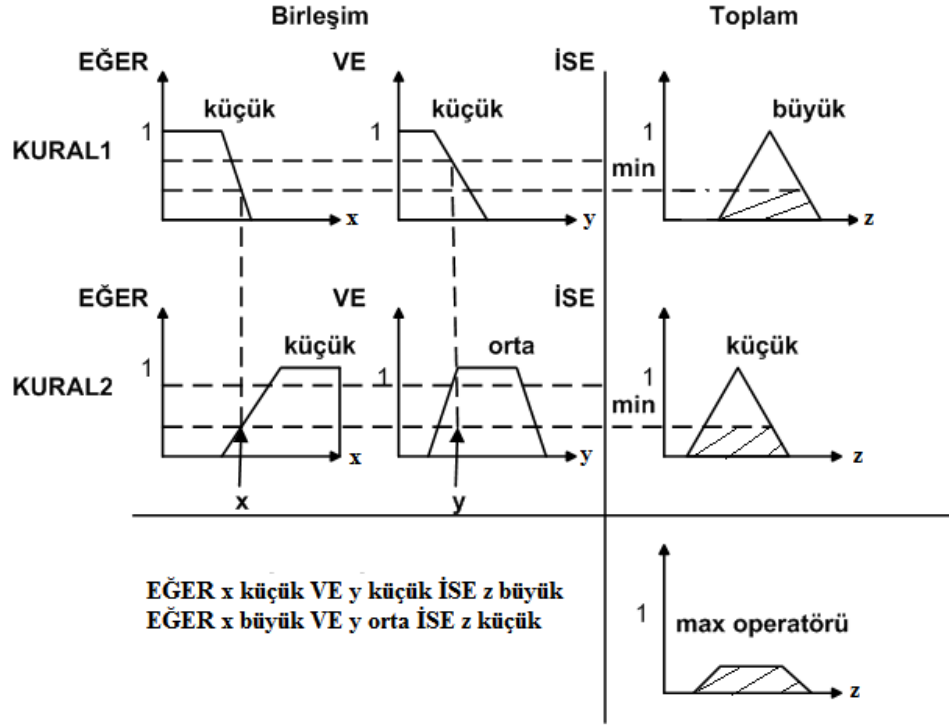 Birleşim Toplam
EĞER VE İSE
küçük küçük büyük
1 1 1
KURAL1
min
x y z
EĞER VE İSE
küçük orta küçük
1 1 1
KURAL2
min
x y z
x y
EĞER x küçük VE y küçük İSE z büyük
EĞER x büyük VE y orta İSE z küçük
1 max operatörü
z